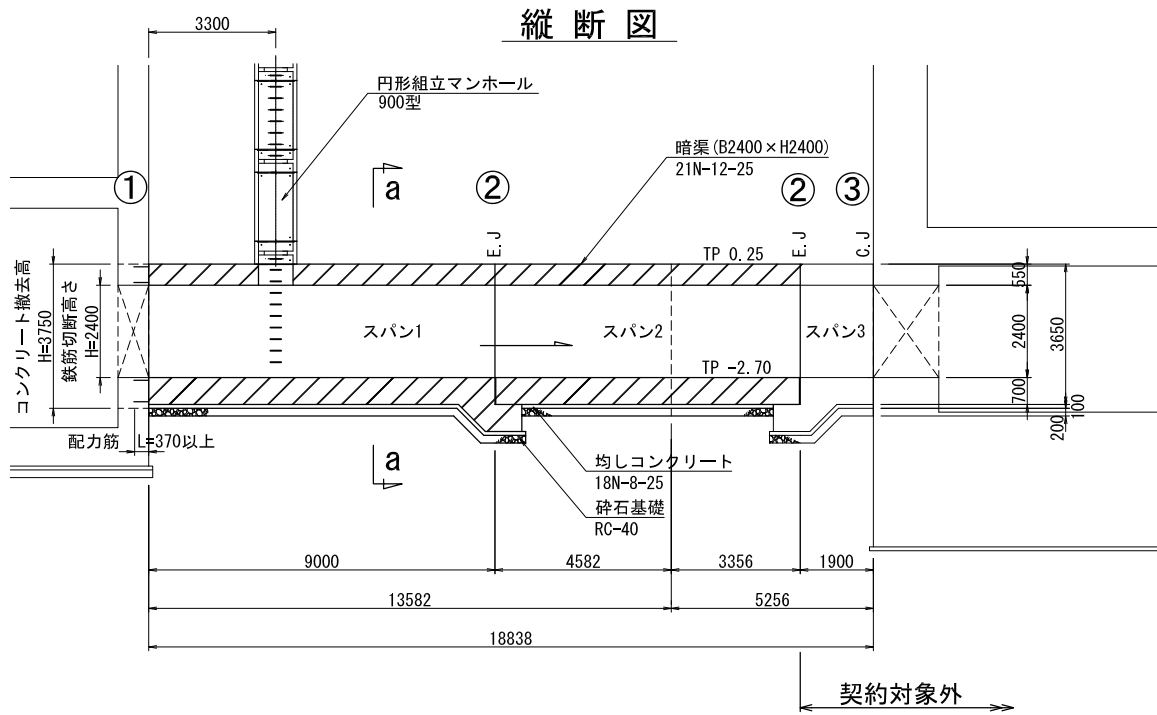 縦断図
3300
円形組立マンホール
900型
暗渠(B2400×H2400)
21N-12-25
①
a
②
②
③
E.J
E.J
C.J
TP 0.25
コンクリート撤去高
H=3750
鉄筋切断高さ
H=2400
スパン1
スパン2
スパン3
550
2400
3650
TP -2.70
700
100
200
配力筋 L=370以上
a
均しコンクリート
18N-8-25
砕石基礎
RC-40
9000
4582
3356
1900
13582
5256
18838
契約対象外